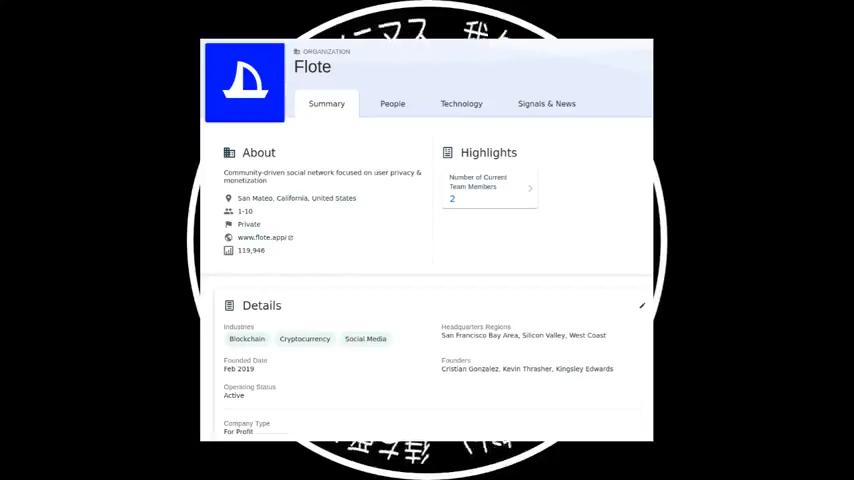 ORGANIZATION
Flote
Summary
People
Technology
Signals & News
About
Community-driven social network focused on user privacy &
monetization
San Mateo, California, United States
1-10
Private
www.flote.app/
119,946
Highlights
Number of Current
Team Members
2
Details
Industries
Blockchain
Cryptocurrency
Social Media
Headquarters Regions
San Francisco Bay Area, Silicon Valley, West Coast
Founded Date
Feb 2019
Founders
Cristian Gonzalez, Kevin Thrasher, Kingsley Edwards
Operating Status
Active
Company Type
For Profit